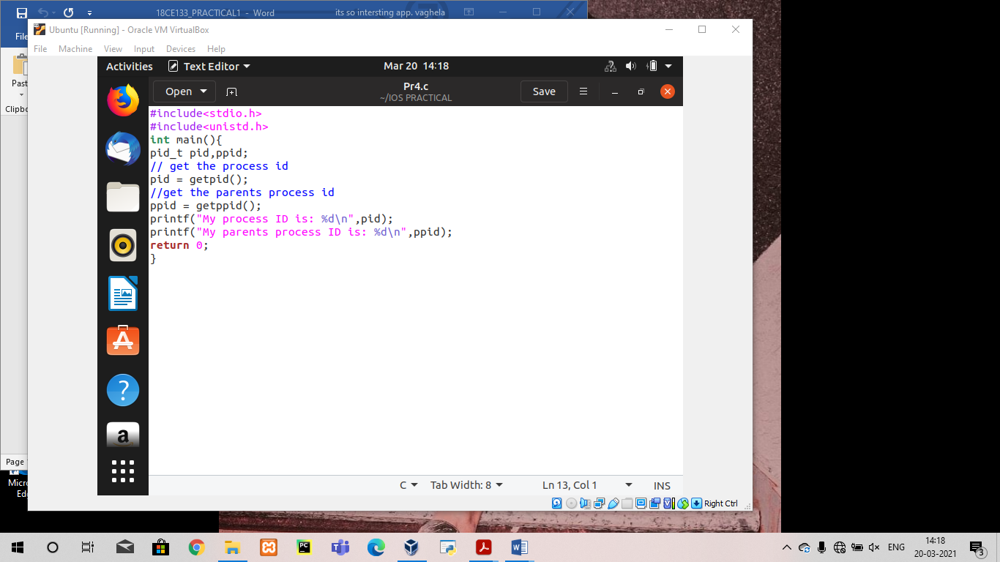 18CE133_PRACTICAL1 - Word
its so intersting app. vaghela
File
Ubuntu [Running] - Oracle VM VirtualBox
File Machine View Input Devices Help
Past
Clipbc
Activities
Text Editor
Mar 20 14:18
Open
Pr4.c
~/IOS PRACTICAL
Save
#include<stdio.h>
#include<unistd.h>
int main(){
pid_t pid,ppid;
// get the process id
pid = getpid();
//get the parents process id
ppid = getppid();
printf("My process ID is: %d\n",pid);
printf("My parents process ID is: %d\n",ppid);
return 0;
}
a
C
Tab Width: 8
Ln 13, Col 1
INS
Right Ctrl
Page
Micro
Ed
PC
W
ENG
14:18
20-03-2021
3